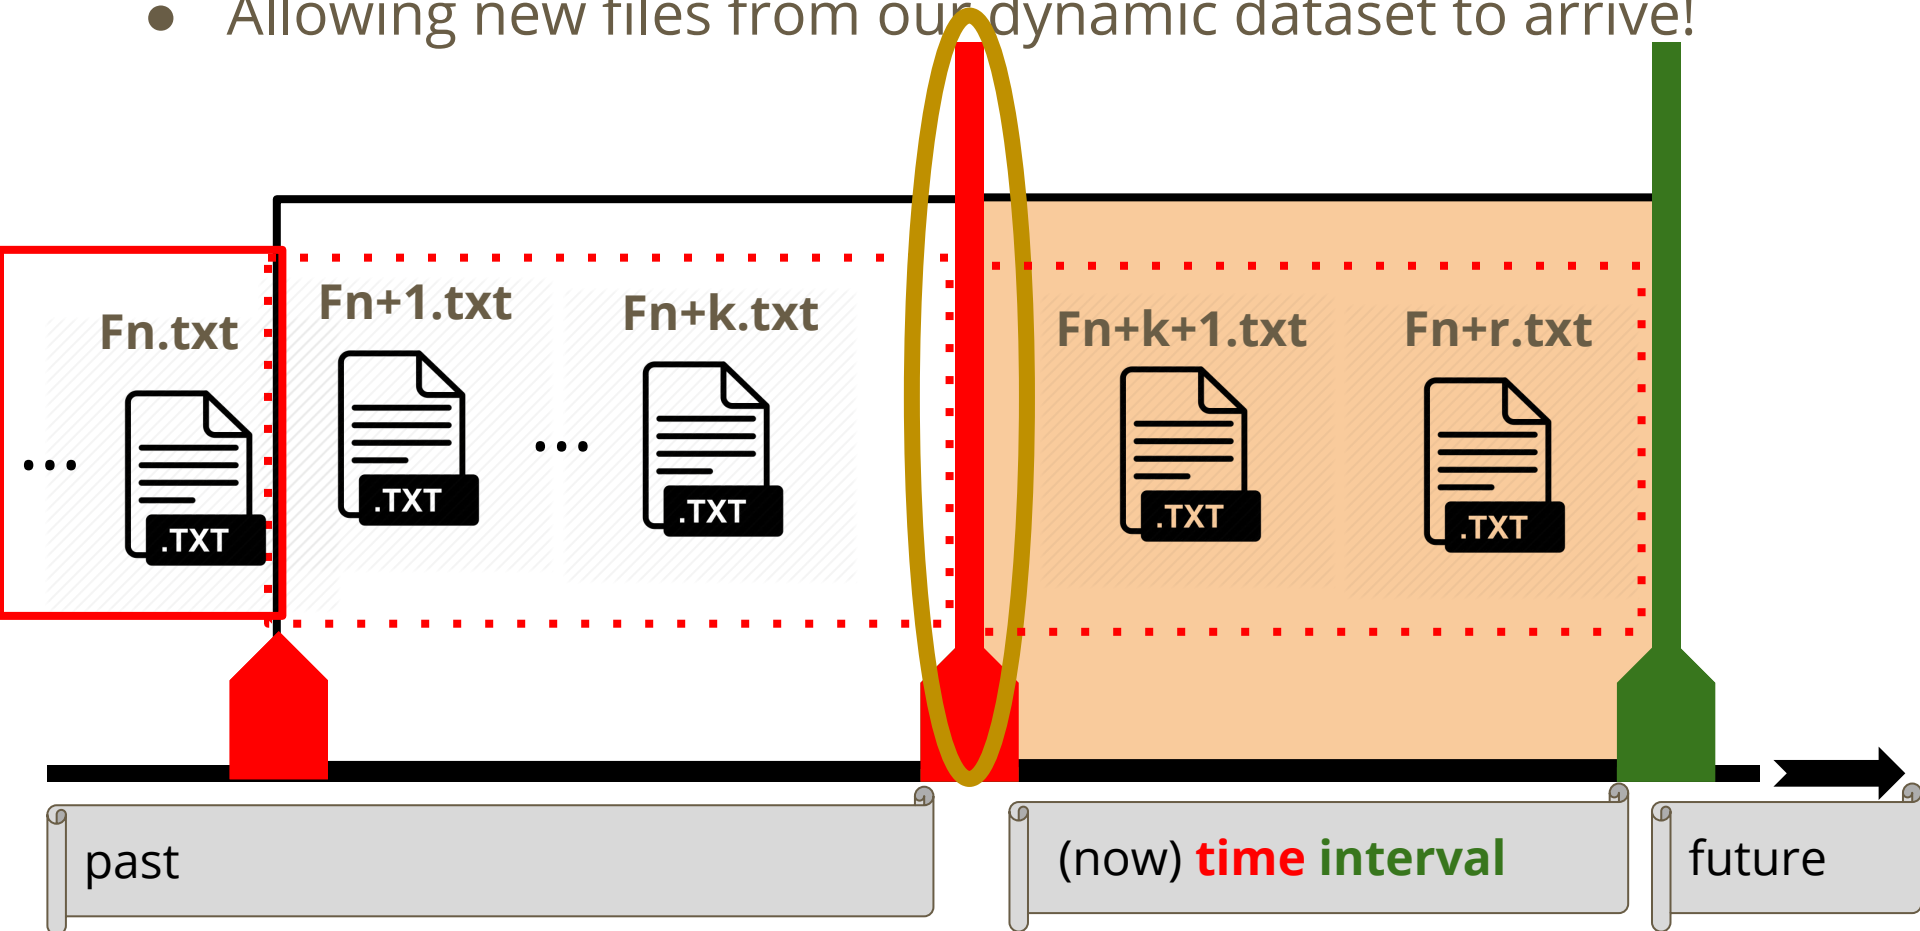 ● Allowing new files from our dynamic dataset to arrive!
Fn.txt
Fn+1.txt
Fn+k.txt
Fn+k+1.txt
Fn+r.txt
...
...
.TXT
.TXT
.TXT
.TXT
.TXT
past
(now) time interval
future